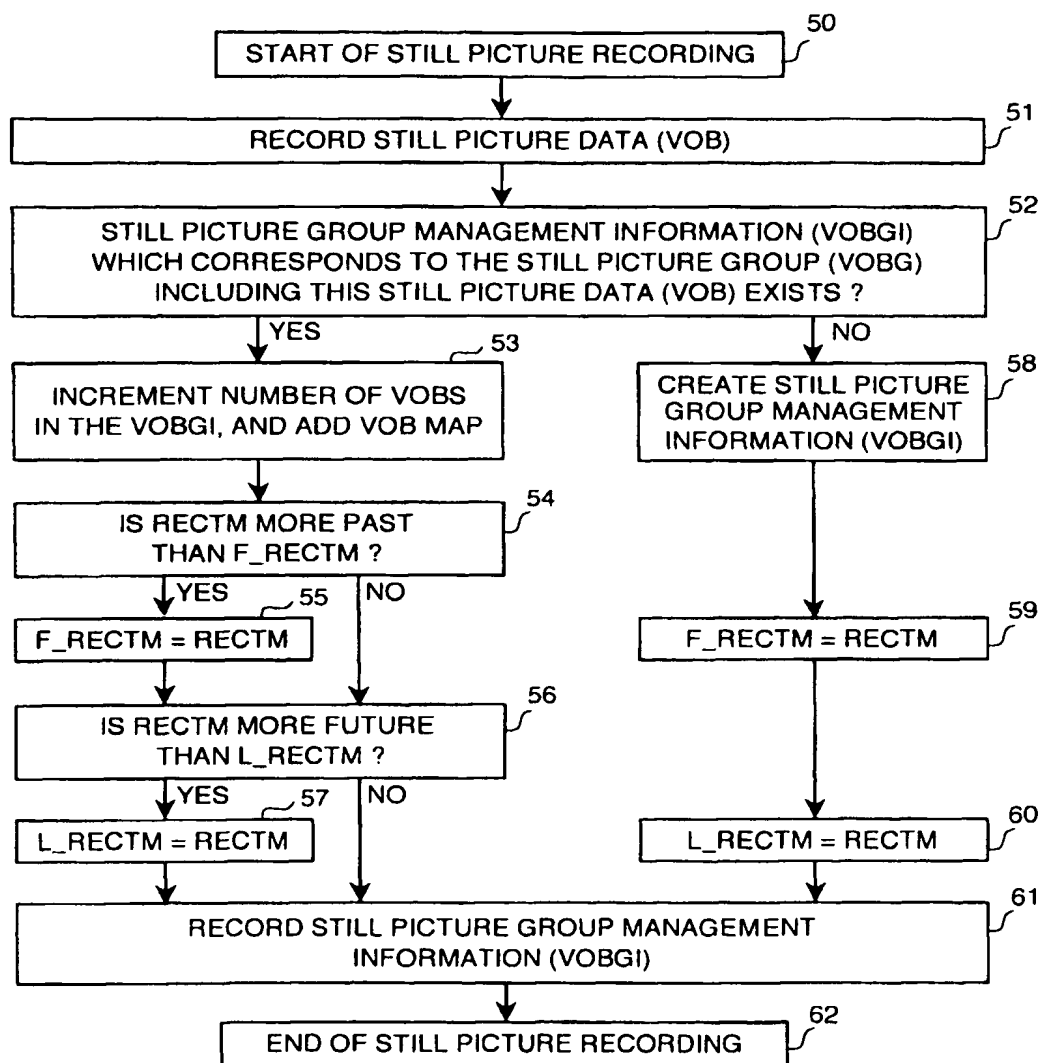 50
START OF STILL PICTURE RECORDING
51
RECORD STILL PICTURE DATA (VOB)
52
STILL PICTURE GROUP MANAGEMENT INFORMATION (VOBGI)
WHICH CORRESPONDS TO THE STILL PICTURE GROUP (VOBG)
INCLUDING THIS STILL PICTURE DATA (VOB) EXISTS ?
YES
NO
53
INCREMENT NUMBER OF VOBS
IN THE VOBGI, AND ADD VOB MAP
58
CREATE STILL PICTURE
GROUP MANAGEMENT
INFORMATION (VOBGI)
54
IS RECTM MORE PAST
THAN F_RECTM ?
YES
NO
55
F_RECTM = RECTM
59
F_RECTM = RECTM
56
IS RECTM MORE FUTURE
THAN L_RECTM ?
YES
NO
57
L_RECTM = RECTM
60
L_RECTM = RECTM
61
RECORD STILL PICTURE GROUP MANAGEMENT
INFORMATION (VOBGI)
62
END OF STILL PICTURE RECORDING